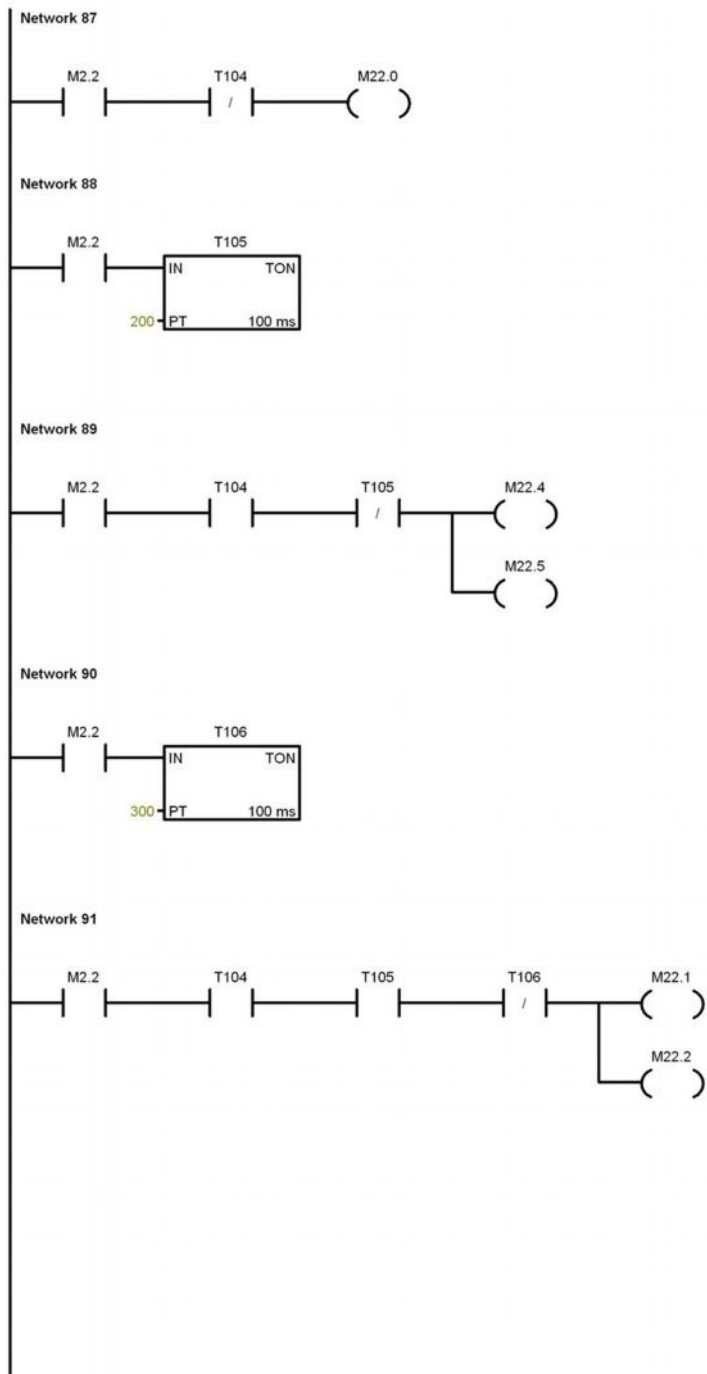 Network 87
M2.2 T104 M22.0
/
Network 88
M2.2 T105
IN TON
200 PT 100 ms
Network 89
M2.2 T104 T105 M22.4
/
M22.5
Network 90
M2.2 T106
IN TON
300 PT 100 ms
Network 91
M2.2 T104 T105 T106 M22.1
/
M22.2